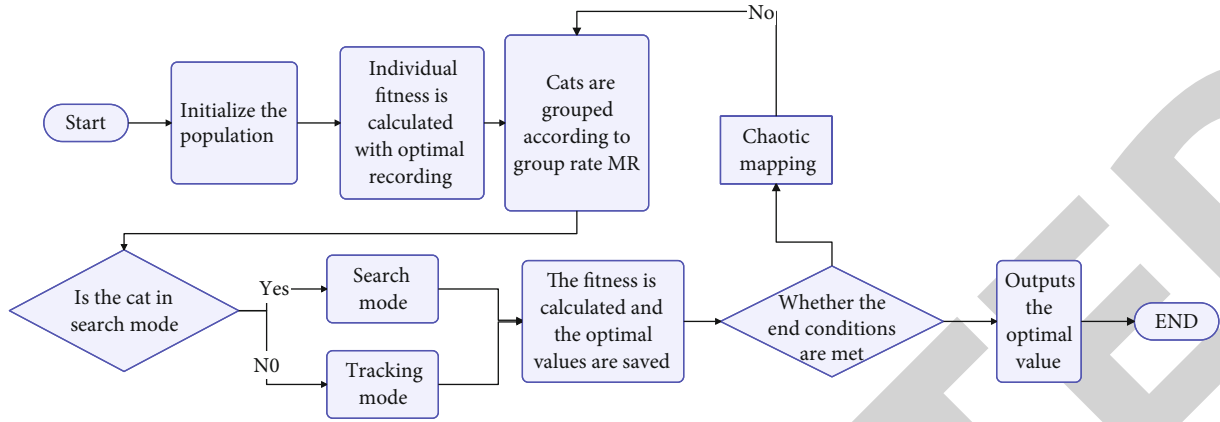 No
Start
Initialize the
population
Individual
fitness is
calculated
with optimal
recording
Cats are
grouped
according to
group rate MR
Chaotic
mapping
Is the cat in
search mode
Yes
N0
Search
mode
Tracking
mode
The fitness is
calculated and
the optimal
values are saved
Whether the
end conditions
are met
Outputs
the
optimal
value
END